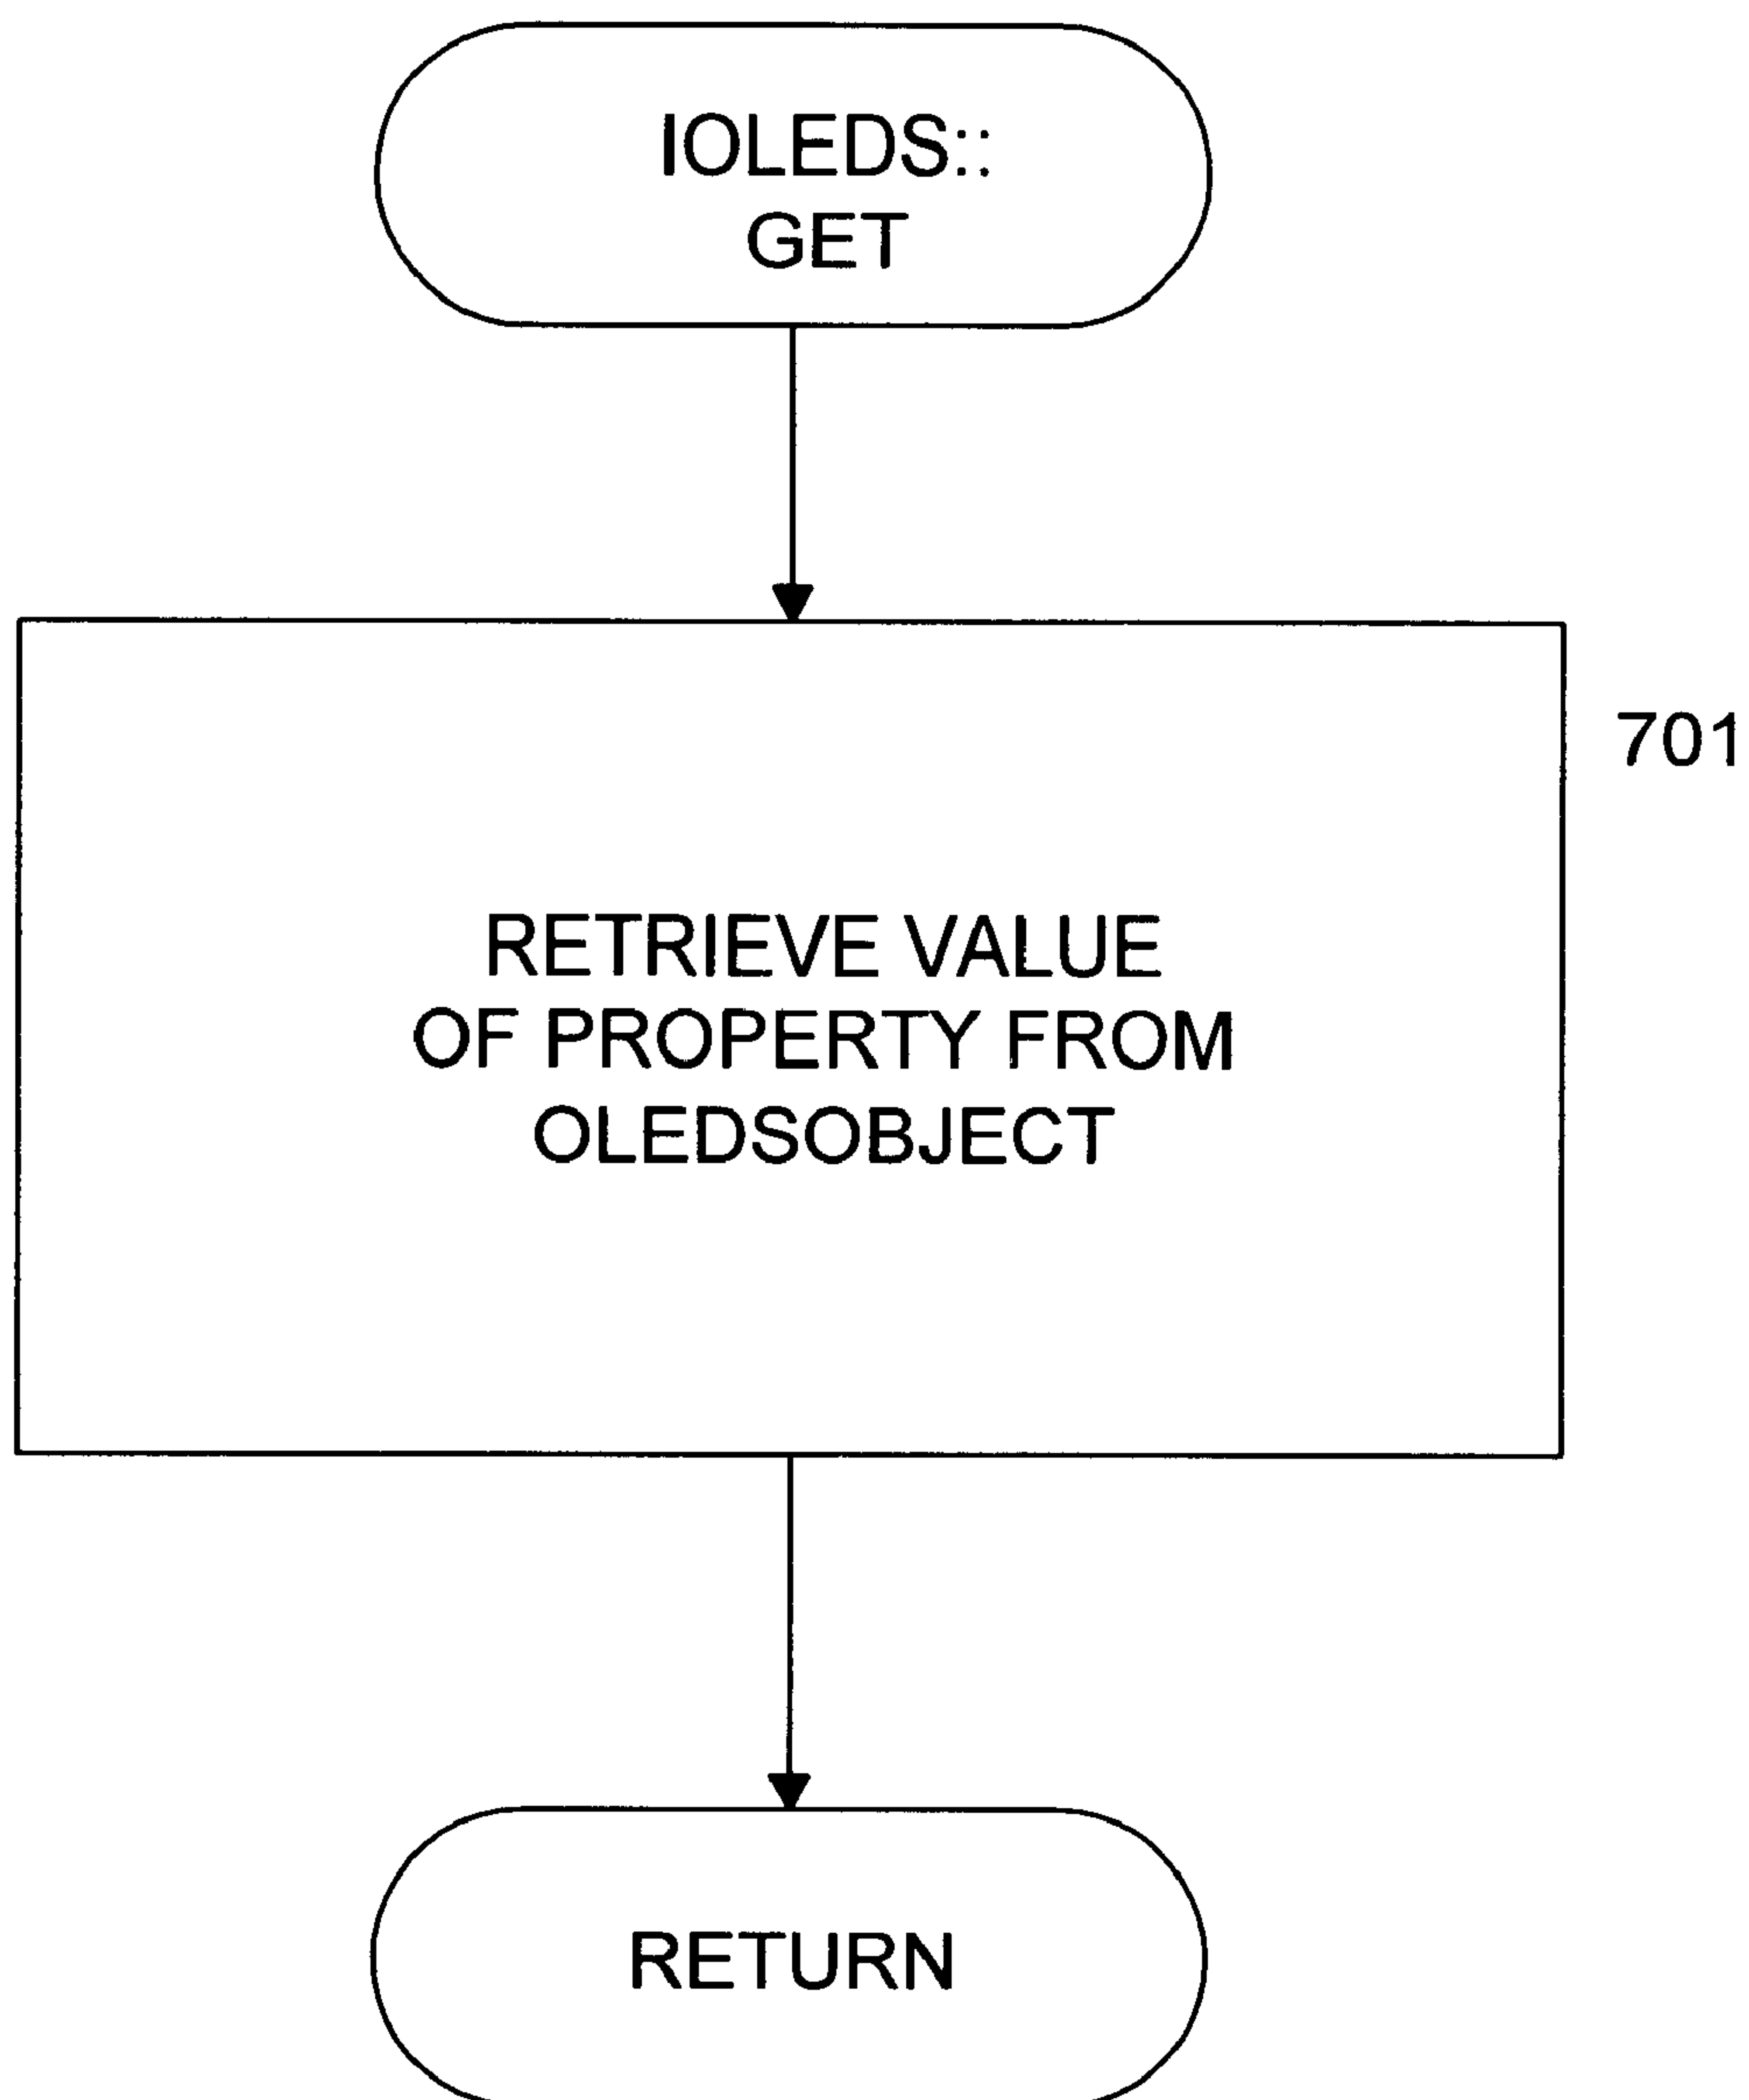 IOLEDS::
GET
701
RETRIEVE VALUE
OF PROPERTY FROM
OLEDSOBJECT
RETURN